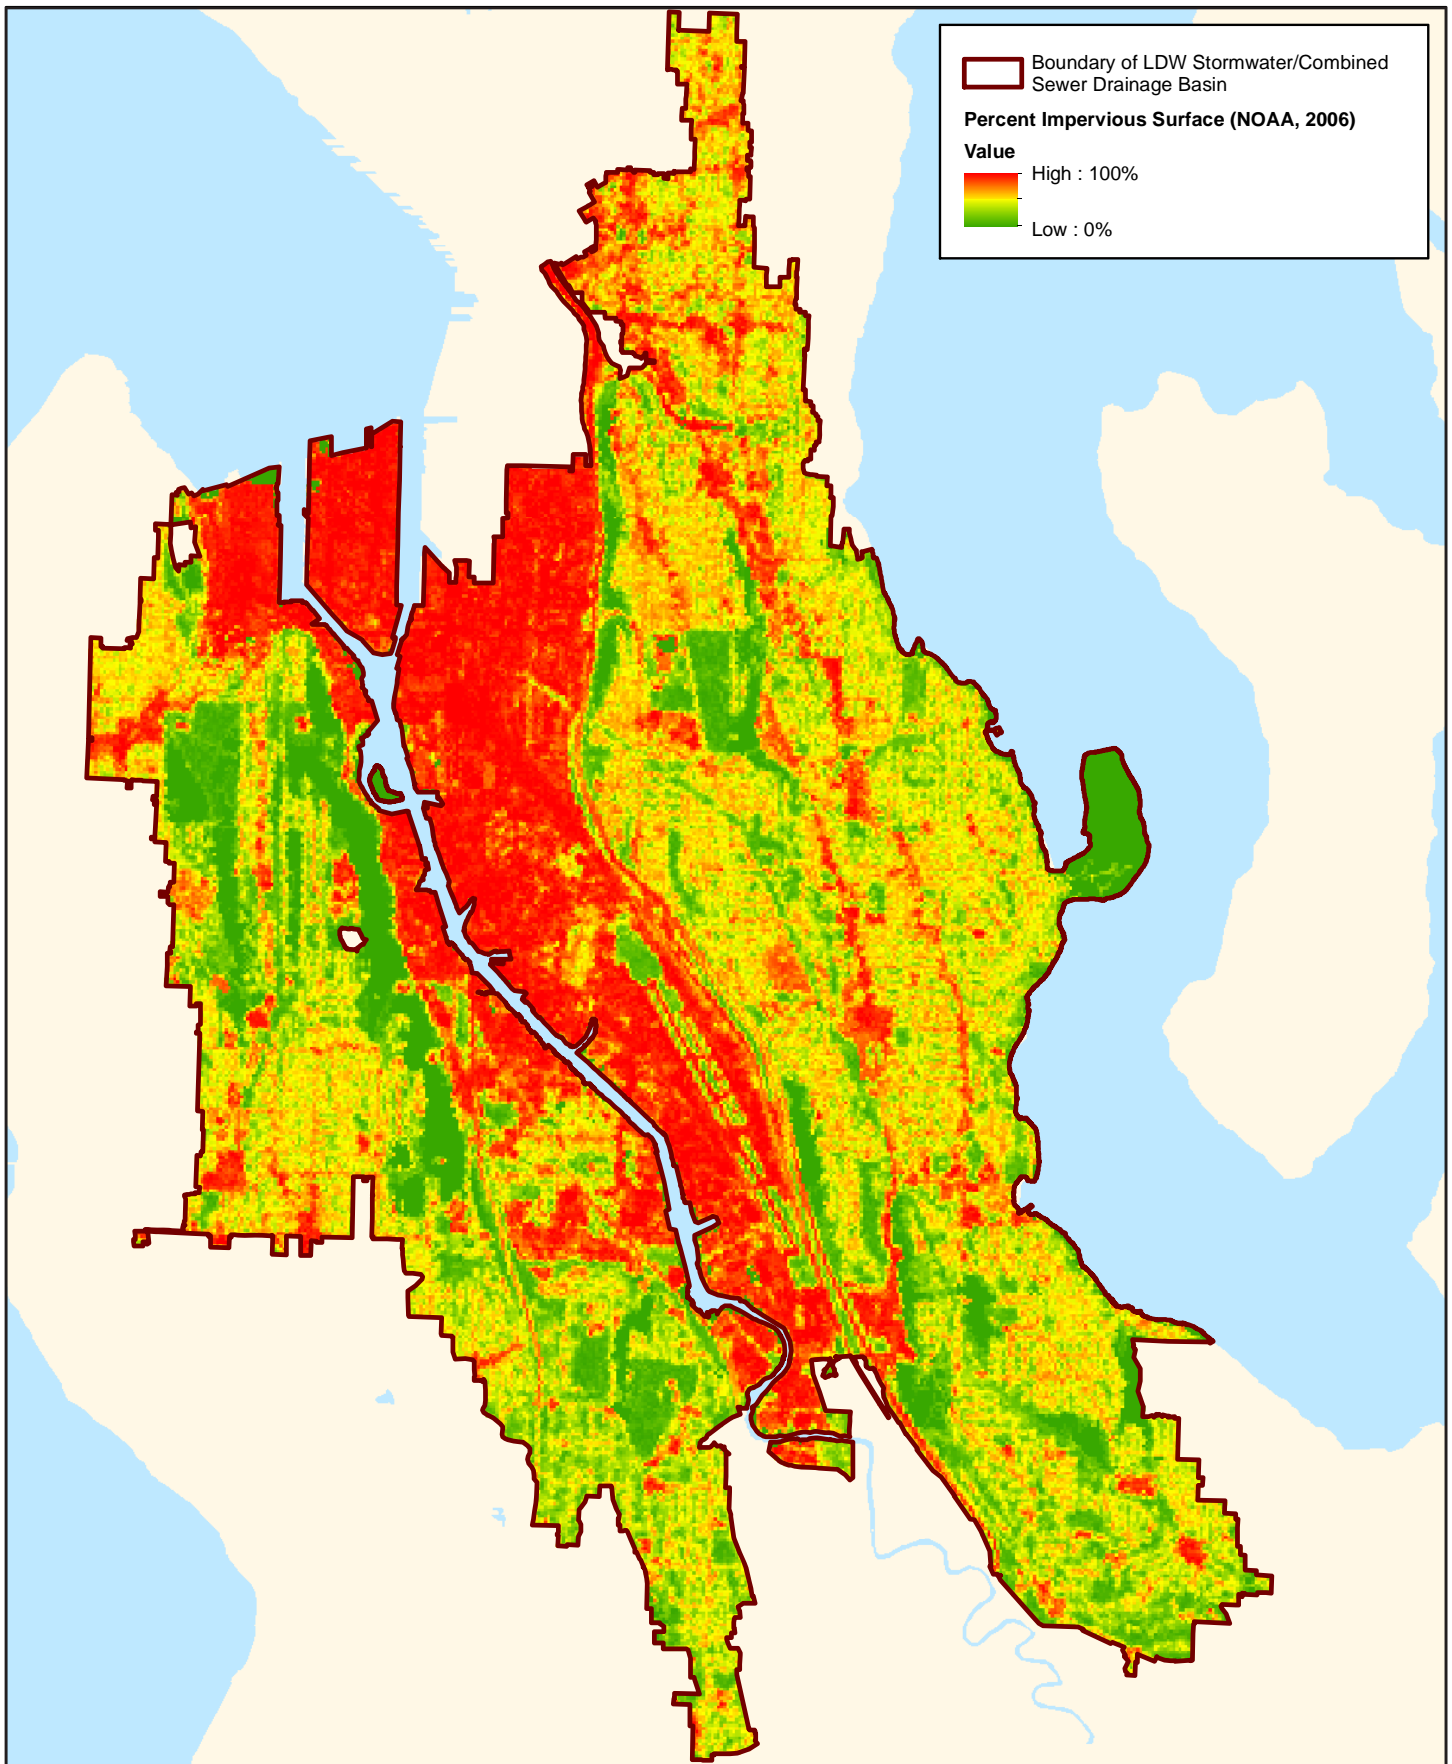 Boundary of LDW Stormwater/Combined
Sewer Drainage Basin
Percent Impervious Surface (NOAA, 2006)
Value
High : 100%
Low : 0%